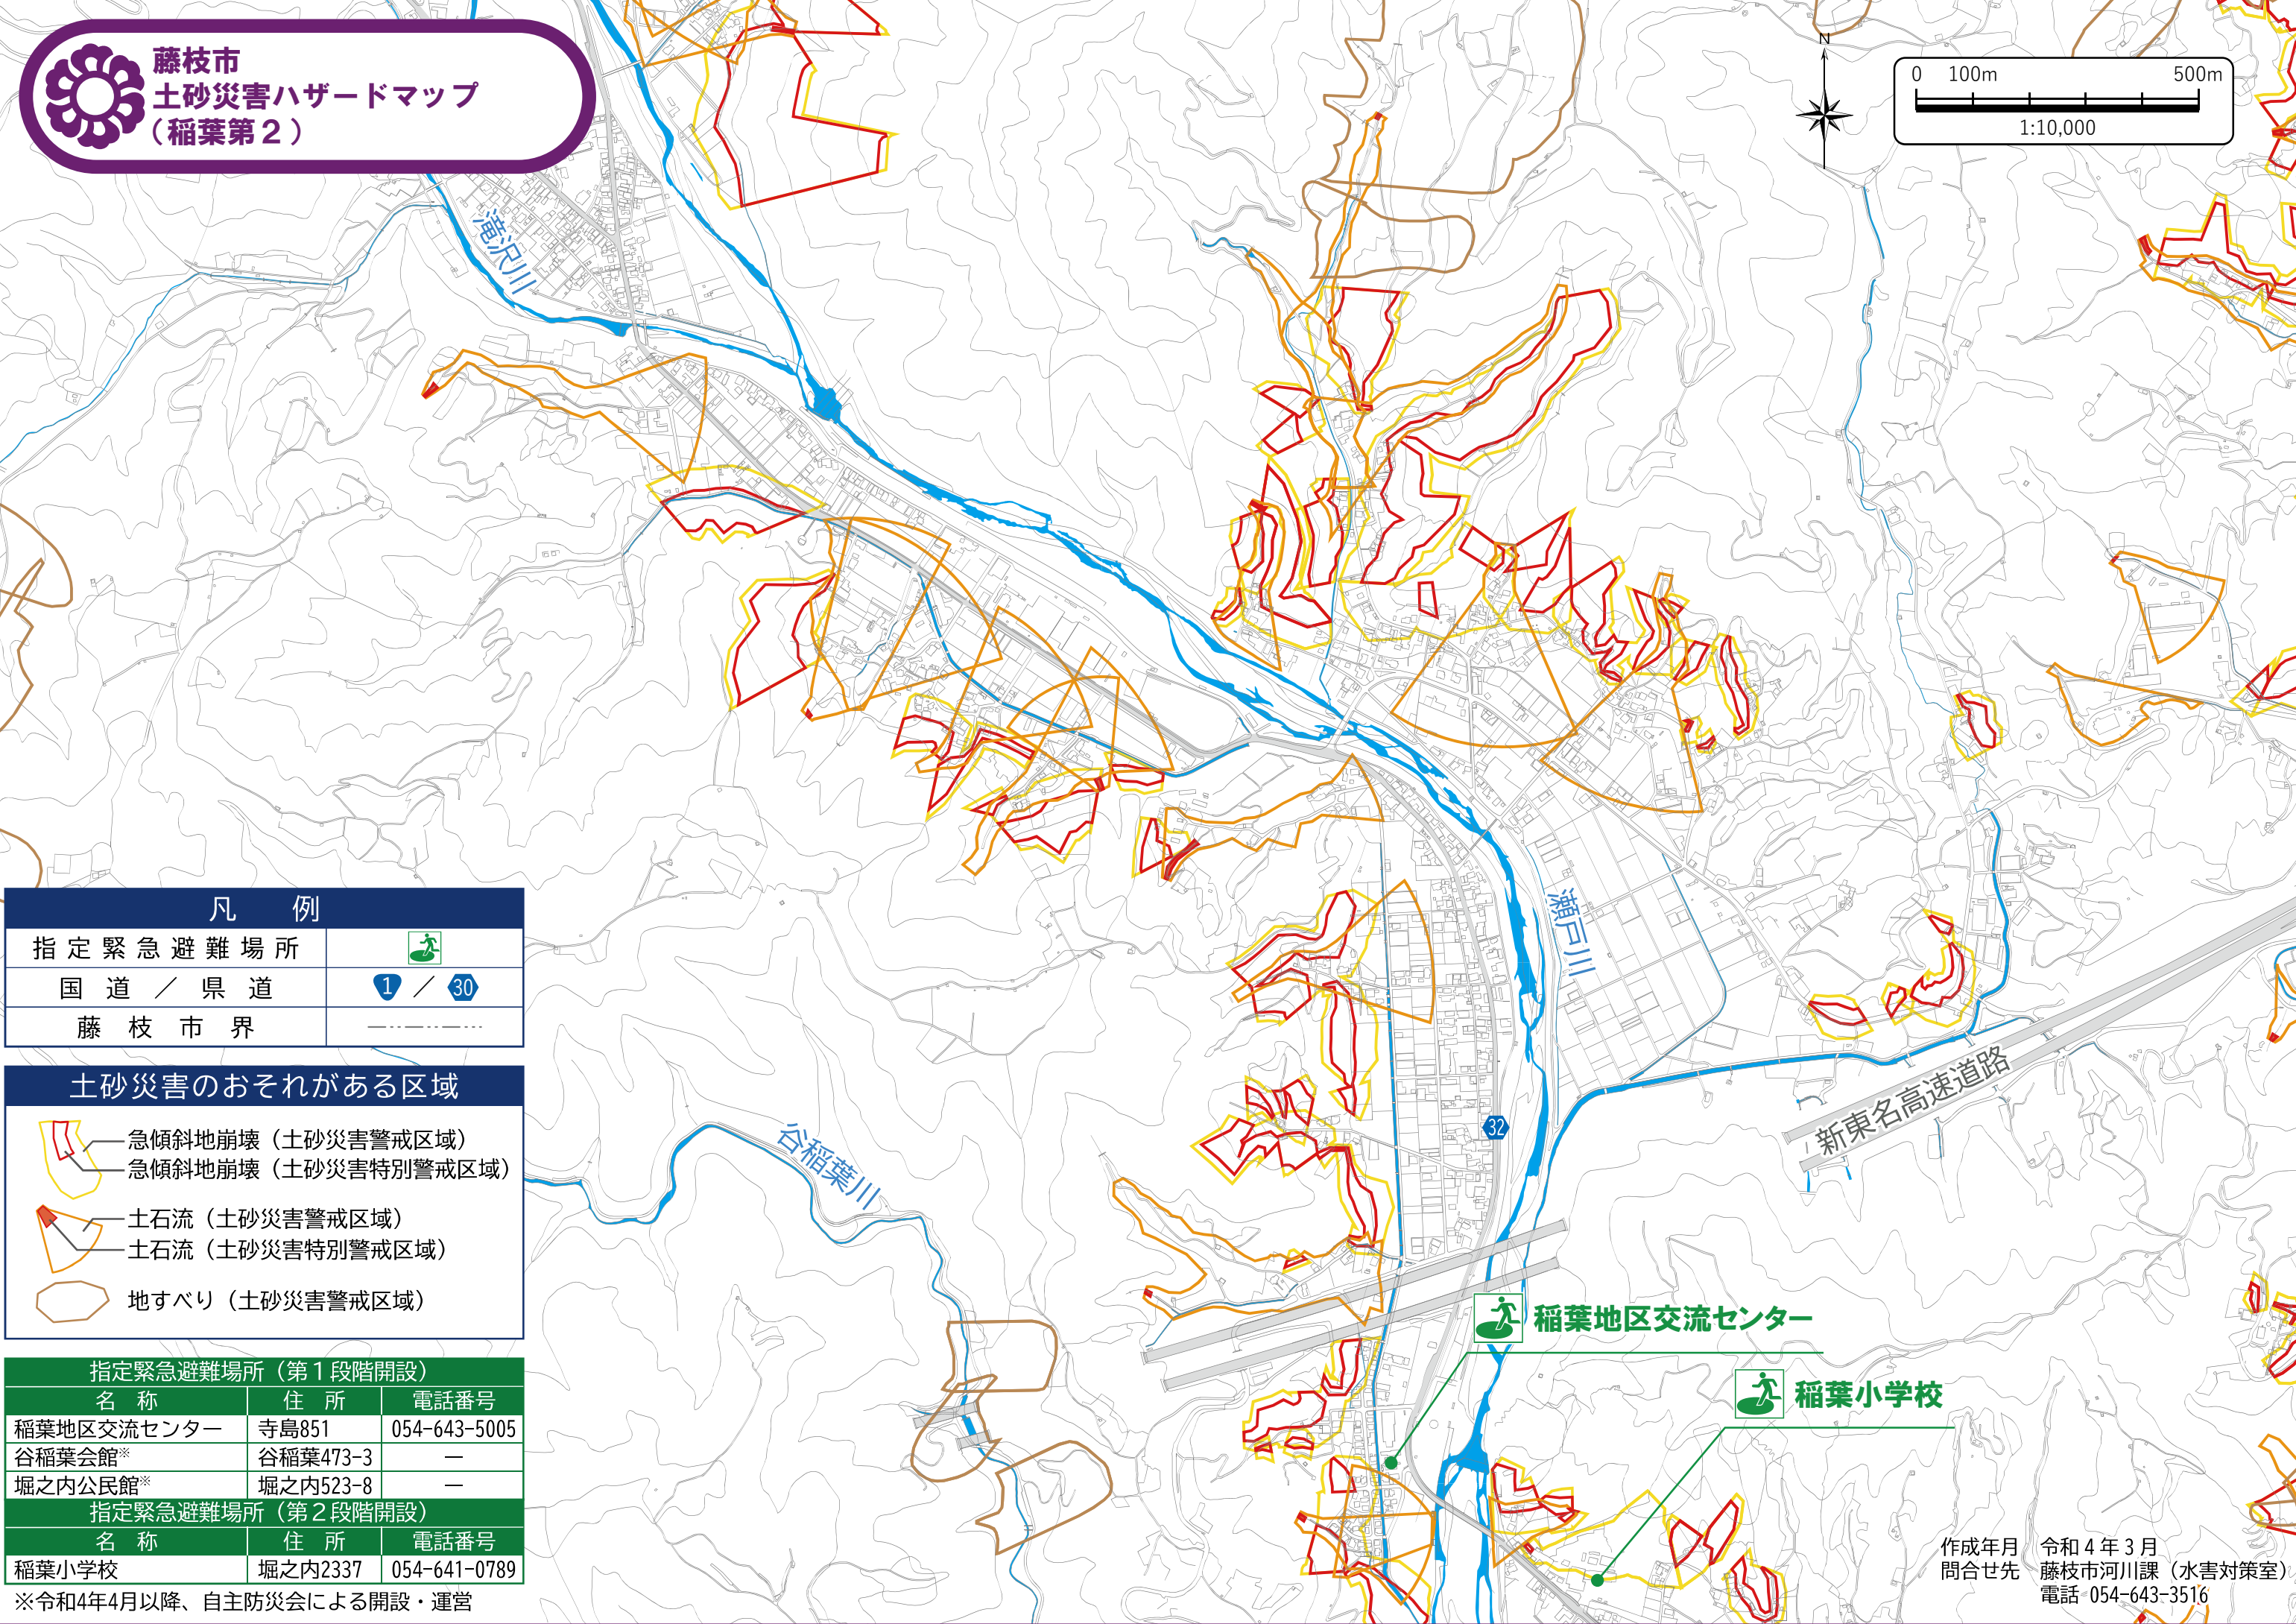 藤枝市
土砂災害ハザードマップ
（稲葉第２）
N
0 100m 500m
1:10,000
滝沢川
瀬戸川
谷稲葉川
32
新東名高速道路
稲葉地区交流センター
稲葉小学校
凡 例
指定緊急避難場所
国道／県道 1 ／ 30
藤枝市界
土砂災害のおそれがある区域
急傾斜地崩壊（土砂災害警戒区域）
急傾斜地崩壊（土砂災害特別警戒区域）
土石流（土砂災害警戒区域）
土石流（土砂災害特別警戒区域）
地すべり（土砂災害警戒区域）
指定緊急避難場所（第１段階開設）
名 称 住 所 電話番号
稲葉地区交流センター 寺島851 054-643-5005
谷稲葉会館※ 谷稲葉473-3 ―
堀之内公民館※ 堀之内523-8 ―
指定緊急避難場所（第２段階開設）
名 称 住 所 電話番号
稲葉小学校 堀之内2337 054-641-0789
※令和4年4月以降、自主防災会による開設・運営
作成年月 令和４年３月
問合せ先 藤枝市河川課（水害対策室）
電話 054-643-3516